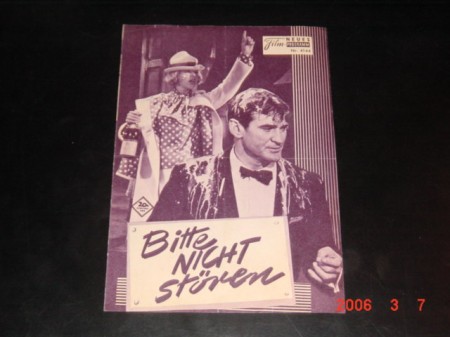 NEUES
Film-
PROGRAMM
Bitte
NICHT
stören
2006 3 7